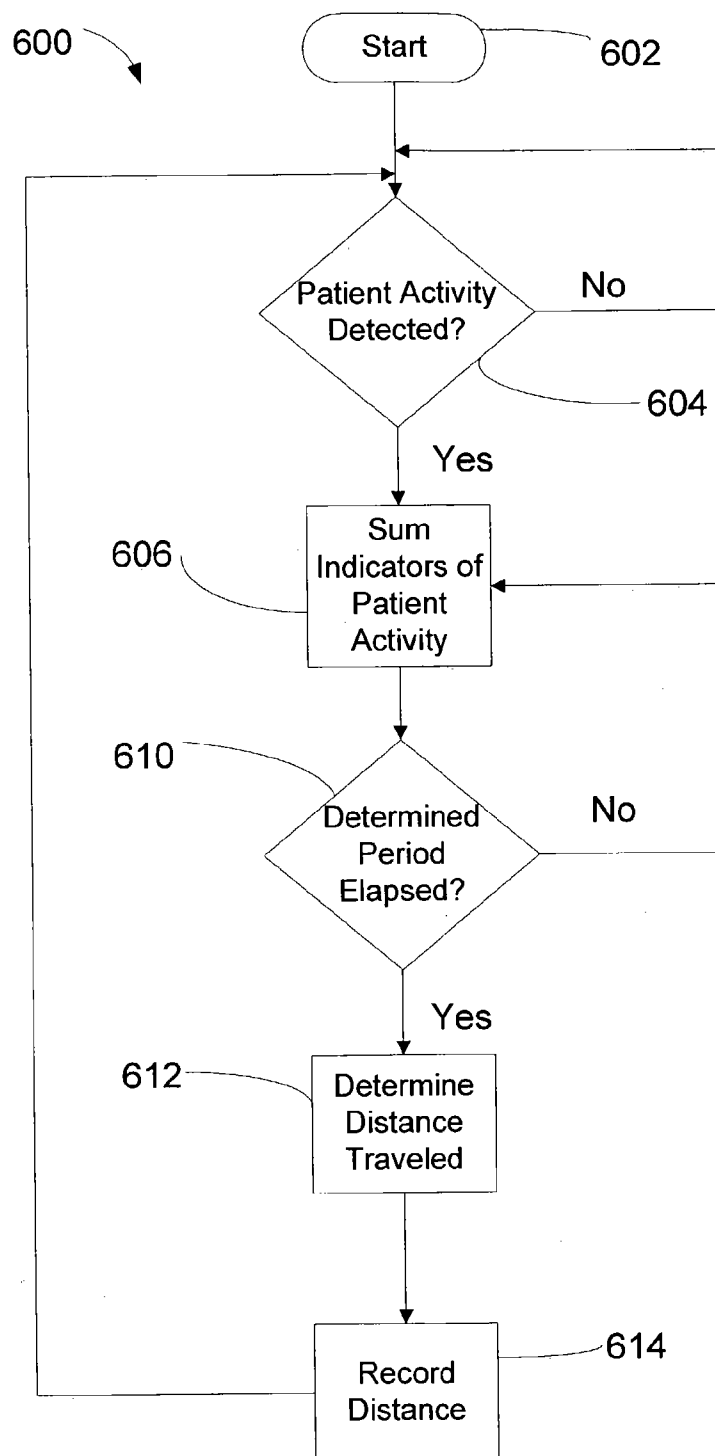 600
Start
602
Patient Activity
Detected?
No
604
Yes
Sum
Indicators of
Patient
Activity
606
610
Determined
Period
Elapsed?
No
Yes
612
Determine
Distance
Traveled
614
Record
Distance